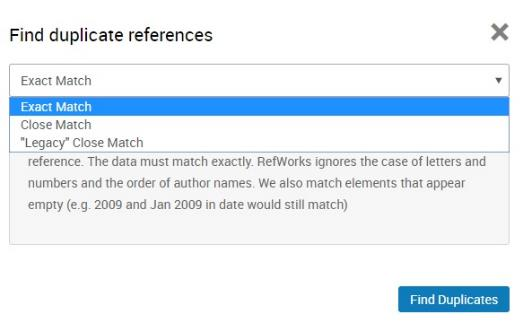 Find duplicate references
Exact Match
Exact Match
Close Match
"Legacy" Close Match
reference. The data must match exactly. RefWorks ignores the case of letters and
numbers and the order of author names. We also match elements that appear
empty (e.g. 2009 and Jan 2009 in date would still match)
Find Duplicates